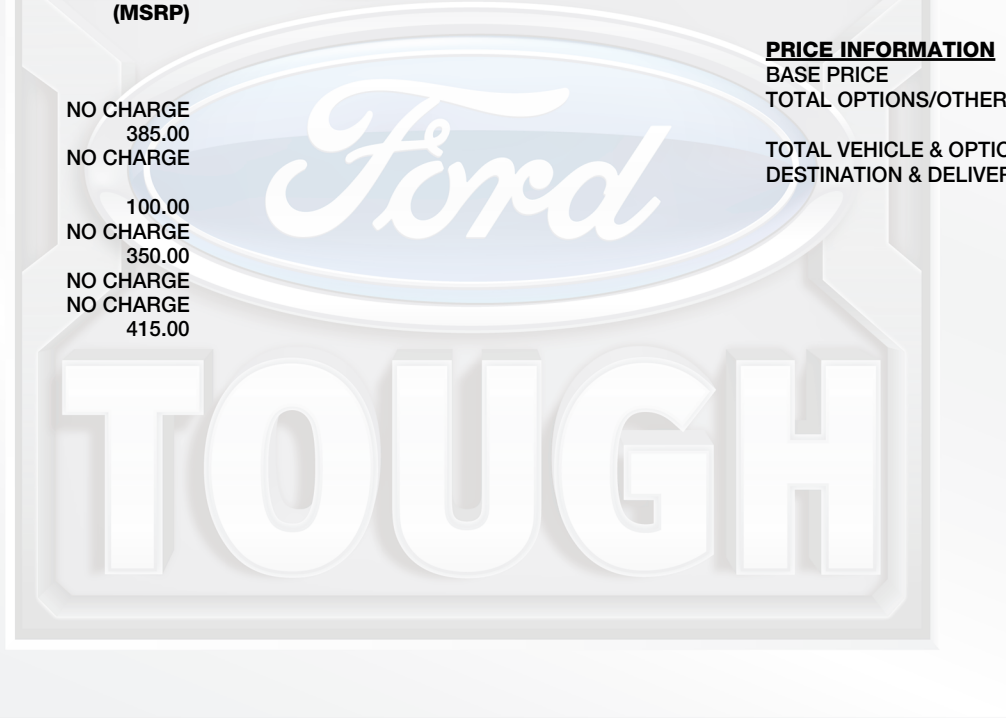 (MSRP)
NO CHARGE
385.00
NO CHARGE
100.00
NO CHARGE
350.00
NO CHARGE
NO CHARGE
415.00
PRICE INFORMATION
BASE PRICE
TOTAL OPTIONS/OTHER
TOTAL VEHICLE & OPTIO
DESTINATION & DELIVER
Ford
TOUGH